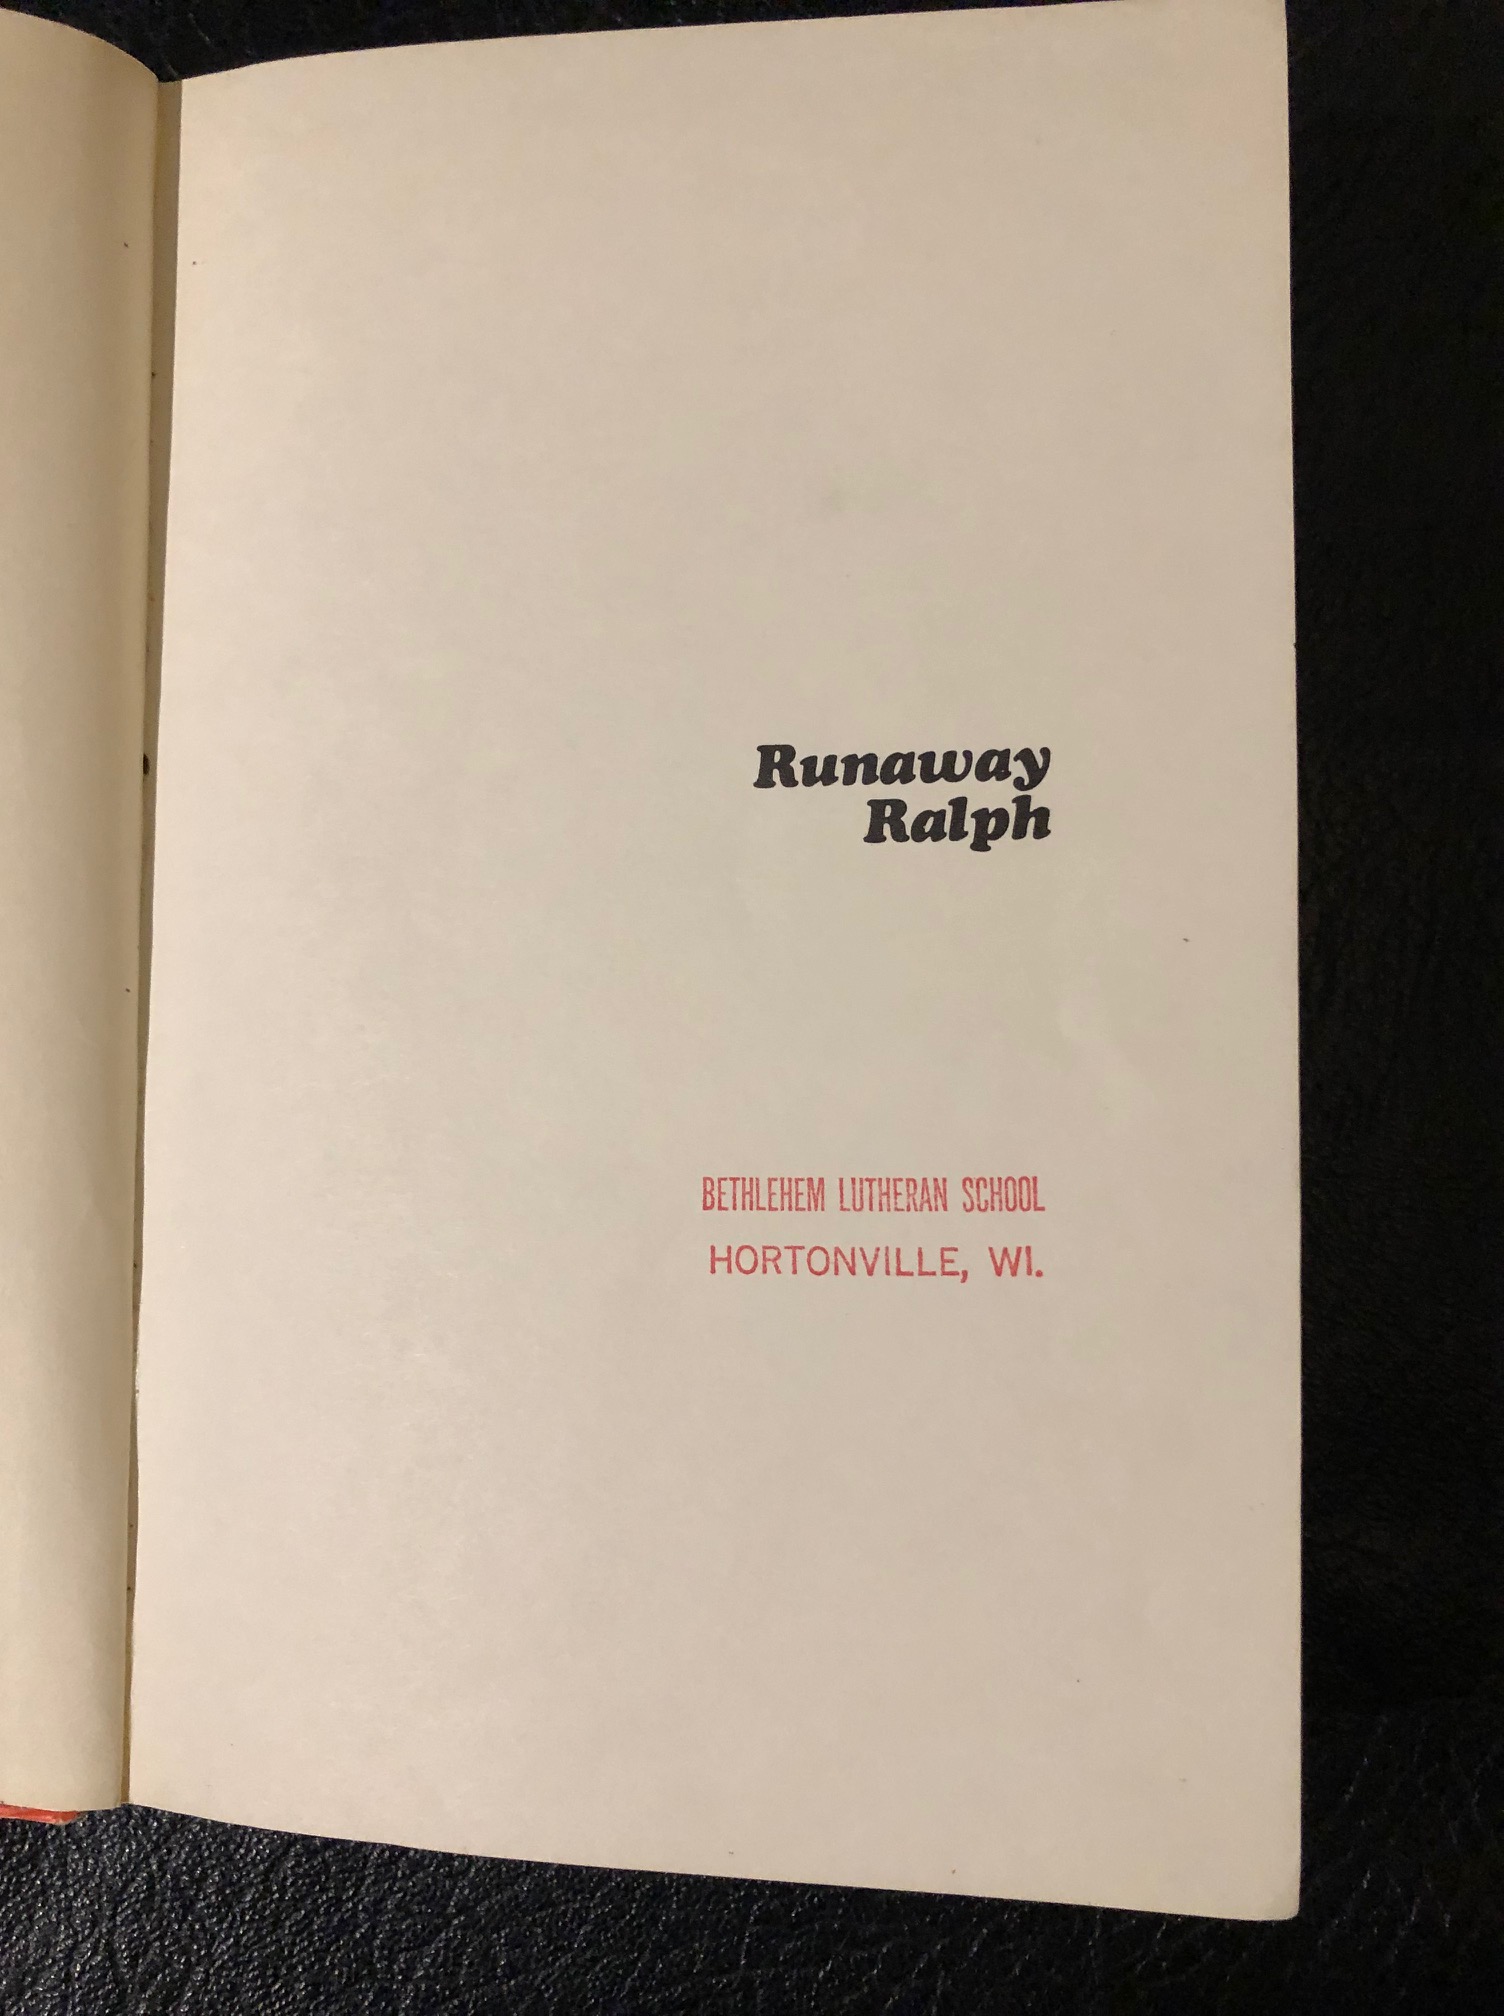 Runaway
Ralph
BETHLEHEM LUTHERAN SCHOOL
HORTONVILLE, WI.